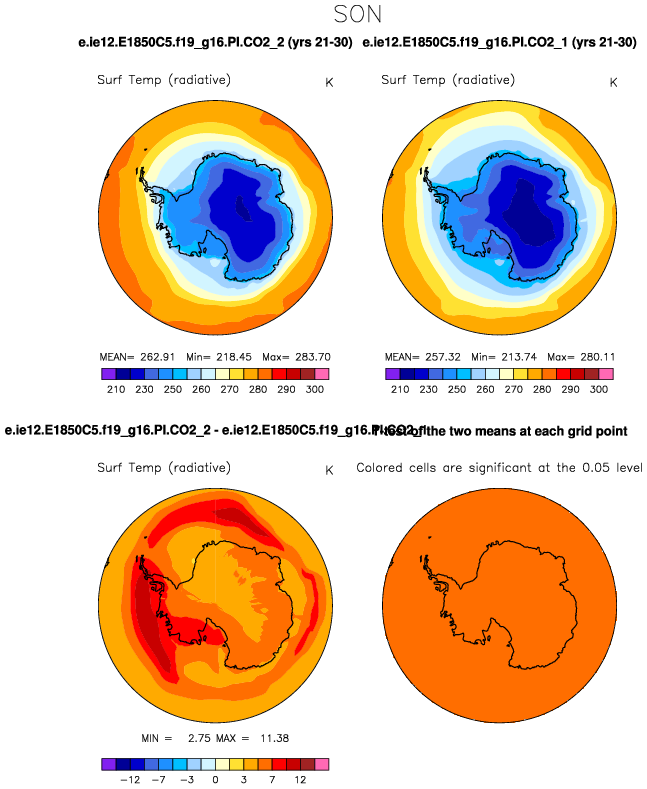 SON
e.ie12.E1850C5.f19_g16.PI.CO2_2 (yrs 21-30) e.ie12.E1850C5.f19_g16.PI.CO2_1 (yrs 21-30)
Surf Temp (radiative) K Surf Temp (radiative) K
MEAN= 262.91 Min= 218.45 Max= 283.70 MEAN= 257.32 Min= 213.74 Max= 280.11
210 230 250 260 270 280 290 300 210 230 250 260 270 280 290 300
e.ie12.E1850C5.f19_g16.PI.CO2_2 - e.ie12.E1850C5.f19_g16.PI.CO2_1 of the two means at each grid point
Surf Temp (radiative) K Colored cells are significant at the 0.05 level
MIN = 2.75 MAX = 11.38
-12 -7 -3 0 3 7 12